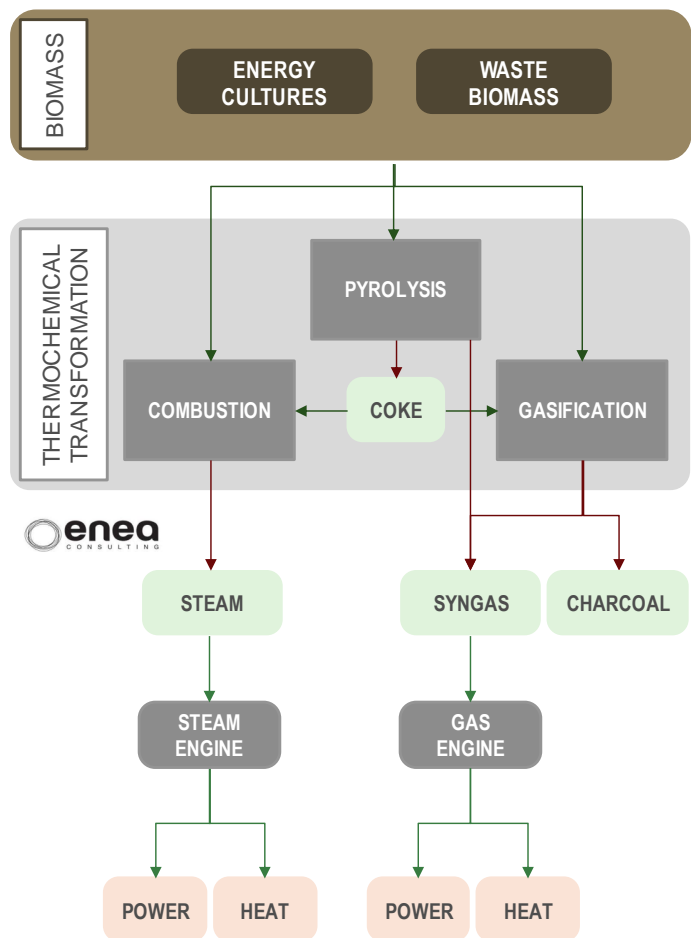 BIOMASS
ENERGY
CULTURES
WASTE
BIOMASS
THERMOCHEMICAL
TRANSFORMATION
PYROLYSIS
COMBUSTION
COKE
GASIFICATION
enea
CONSULTING
STEAM
SYNGAS
CHARCOAL
STEAM
ENGINE
GAS
ENGINE
POWER
HEAT
POWER
HEAT